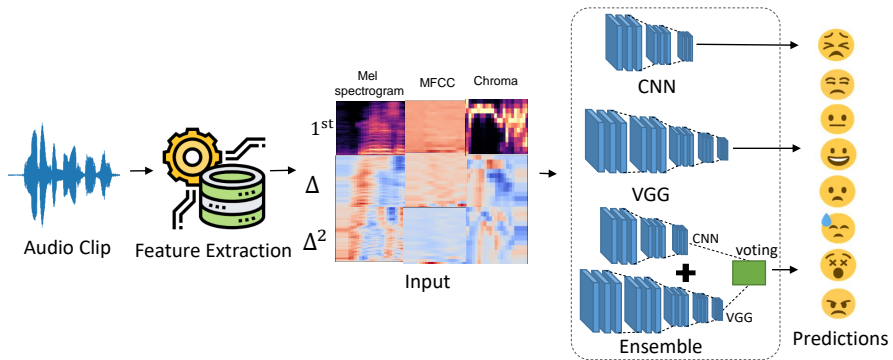 Audio Clip
Feature Extraction
Mel
spectrogram
MFCC
Chroma
1st
Δ
Δ2
Input
CNN
VGG
CNN
voting
+
VGG
Ensemble
Predictions